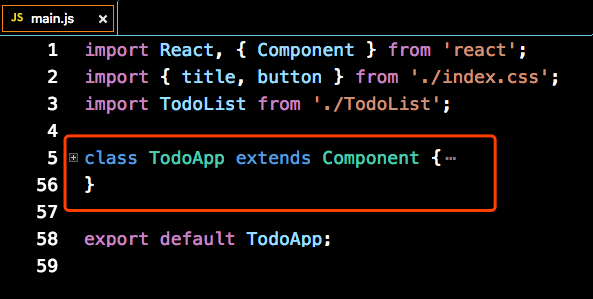 JS main.js ×
1 import React, { Component } from 'react';
2 import { title, button } from './index.css';
3 import TodoList from './TodoList';
4
5 class TodoApp extends Component {⋯
56 }
57
58 export default TodoApp;
59